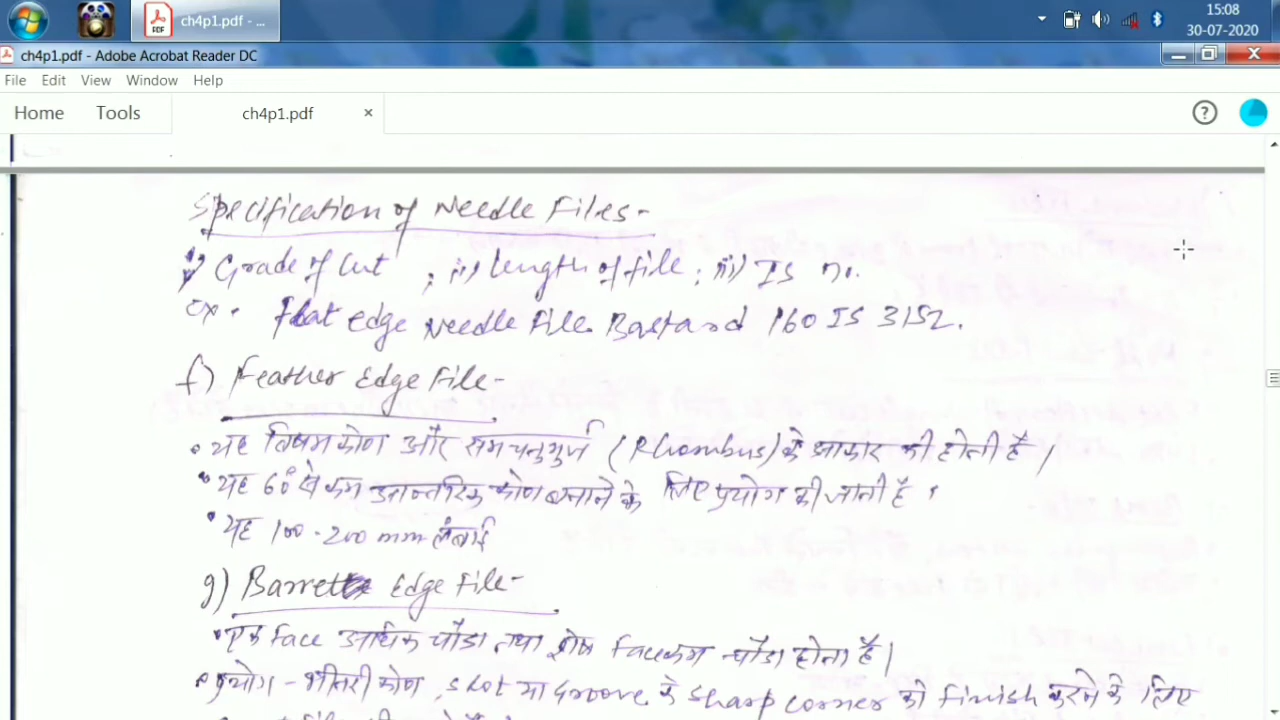 15:08
ch4p1.pdf - ...
30-07-2020
ch4p1.pdf - Adobe Acrobat Reader DC
File Edit View Window Help
Home Tools ch4p1.pdf ×
Specification of Needle Files-
i) Grade of Cut ; ii) length of file ; iii) Is no.
ex. flat edge Needle File Bastard 160 IS 3152.
f) Feather Edge File-
• यह विषमकोण और समचतुर्भुज (Rhombus) के आकार की होती है।
• यह 60° से कम आन्तरिक कोण बनाने के लिए प्रयोग की जाती है ।
• यह 100-200 mm लंबाई
g) Barrette Edge File-
• एक Face अधिक चौडा तथा शेष Face कम चौडा होता है।
• प्रयोग - भीतरी कोण, slot या Groove के sharp corner को Finish करने के लिए